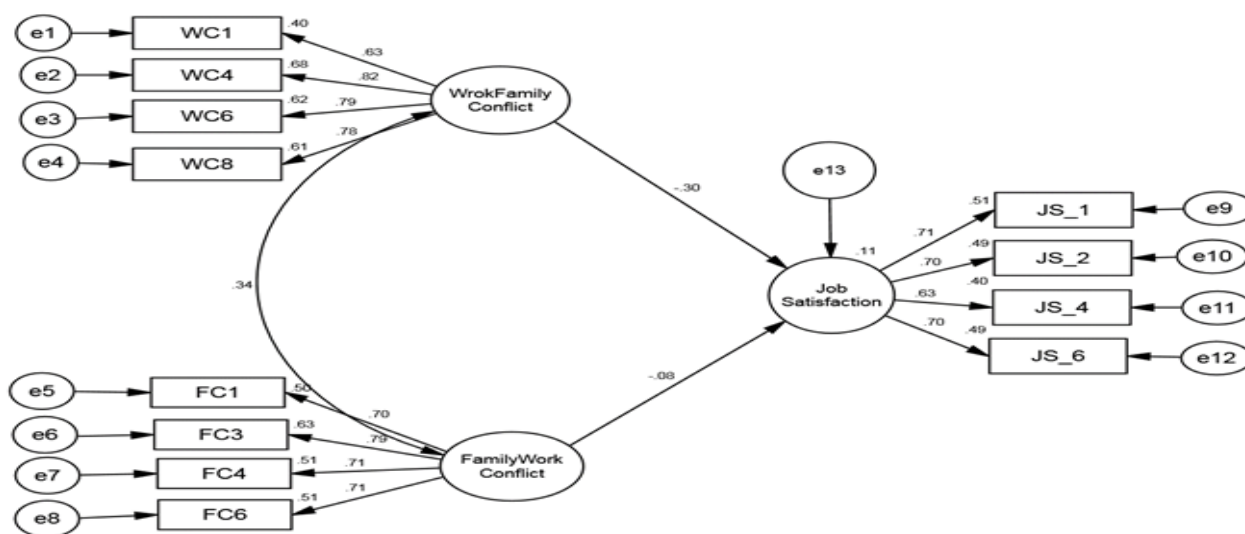 e1
WC1
.40
.63
e2
WC4
.68
.82
e3
WC6
.62
.79
e4
WC8
.61
.78
WrokFamily
Conflict
-.30
e13
.11
Job
Satisfaction
.71
.51
JS_1
e9
.70
.49
JS_2
e10
.63
.40
JS_4
e11
.70
.49
JS_6
e12
.34
-.08
e5
FC1
.50
.70
e6
FC3
.63
.79
e7
FC4
.51
.71
e8
FC6
.51
.71
FamilyWork
Conflict